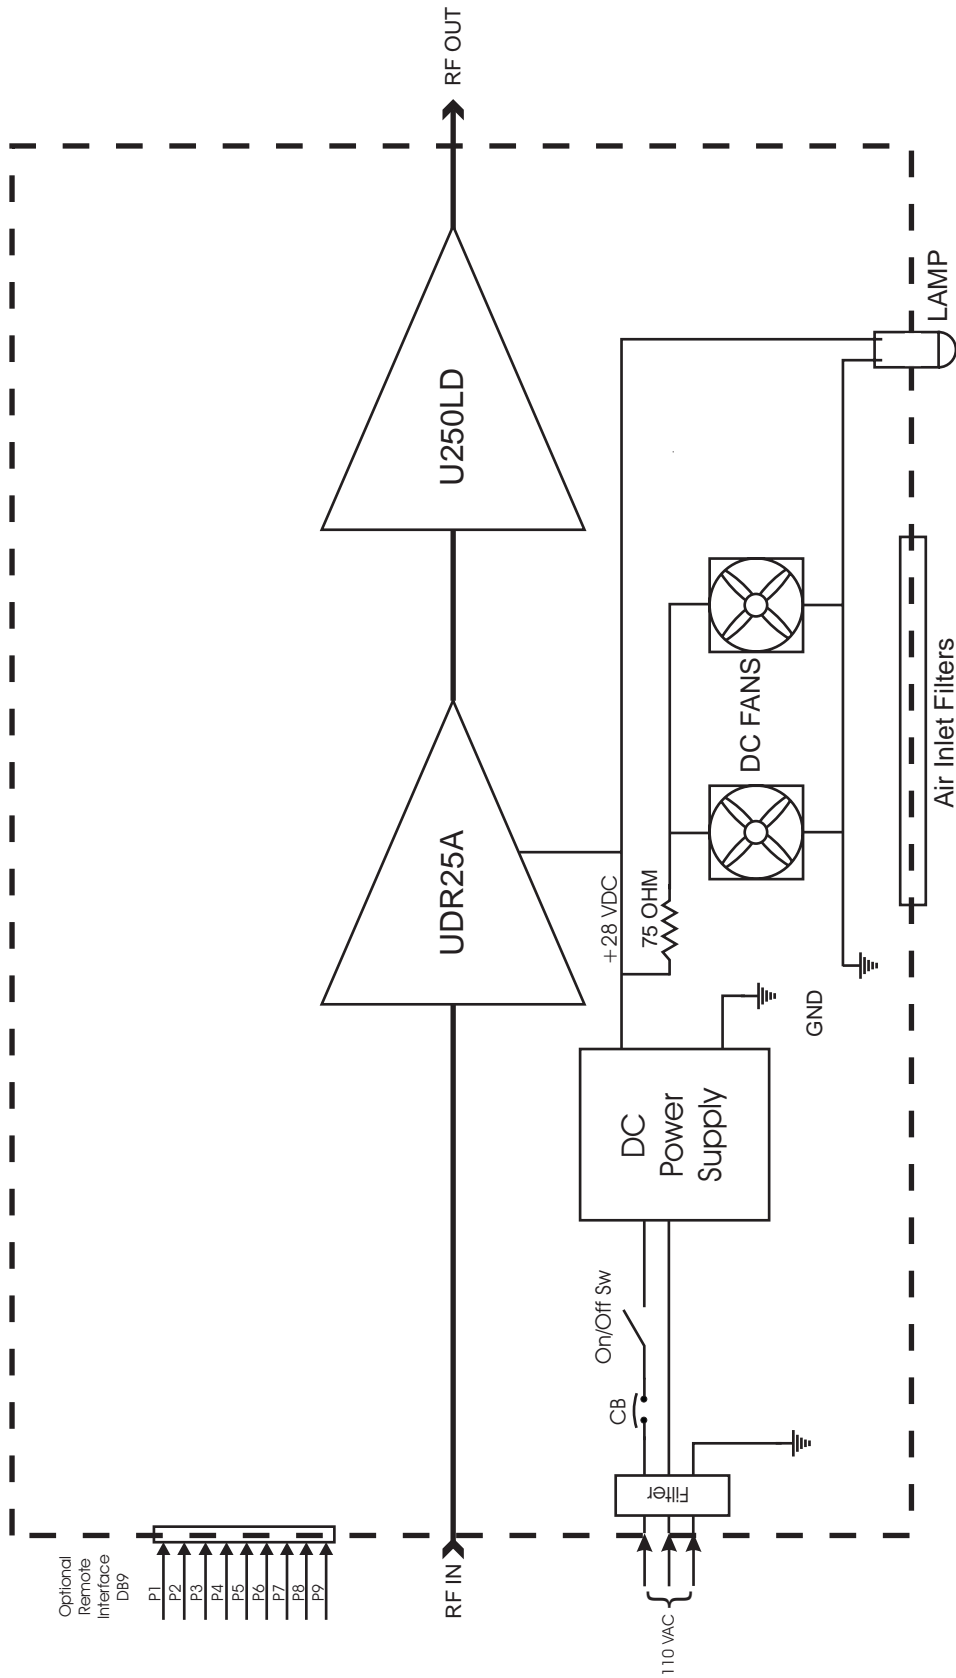 Optional
Remote
Interface
DB9
P1
P2
P3
P4
P5
P6
P7
P8
P9
RF IN
UDR25A
U250LD
RF OUT
110 VAC
Filter
CB
On/Off Sw
DC
Power
Supply
+28 VDC
75 OHM
GND
DC FANS
LAMP
Air Inlet Filters